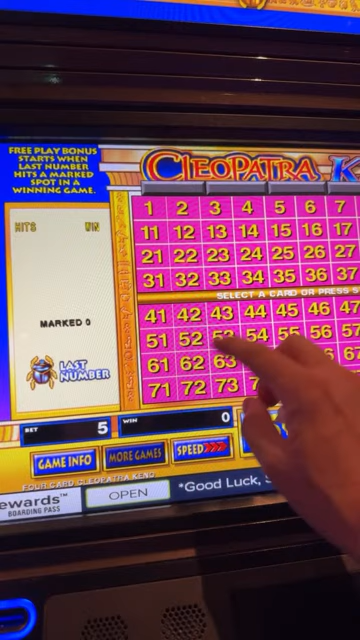 FREE PLAY BONUS
STARTS WHEN
LAST NUMBER
HITS A MARKED
SPOT IN A
WINNING GAME.
CLEOPATRA K
HITS WIN
1 2 3 4 5 6 7
11 12 13 14 15 16 17
21 22 23 24 25 26 27
31 32 33 34 35 36 37
SELECT A CARD OR PRESS S
41 42 43 44 45 46 47
51 52 53 54 55 56 57
61 62 63 67
71 72 73 7
MARKED 0
LAST
NUMBER
BET 5 WIN 0
GAME INFO MORE GAMES SPEED>>>
FOUR CARD CLEOPATRA KENO
ewards™
BOARDING PASS
OPEN
*Good Luck, S